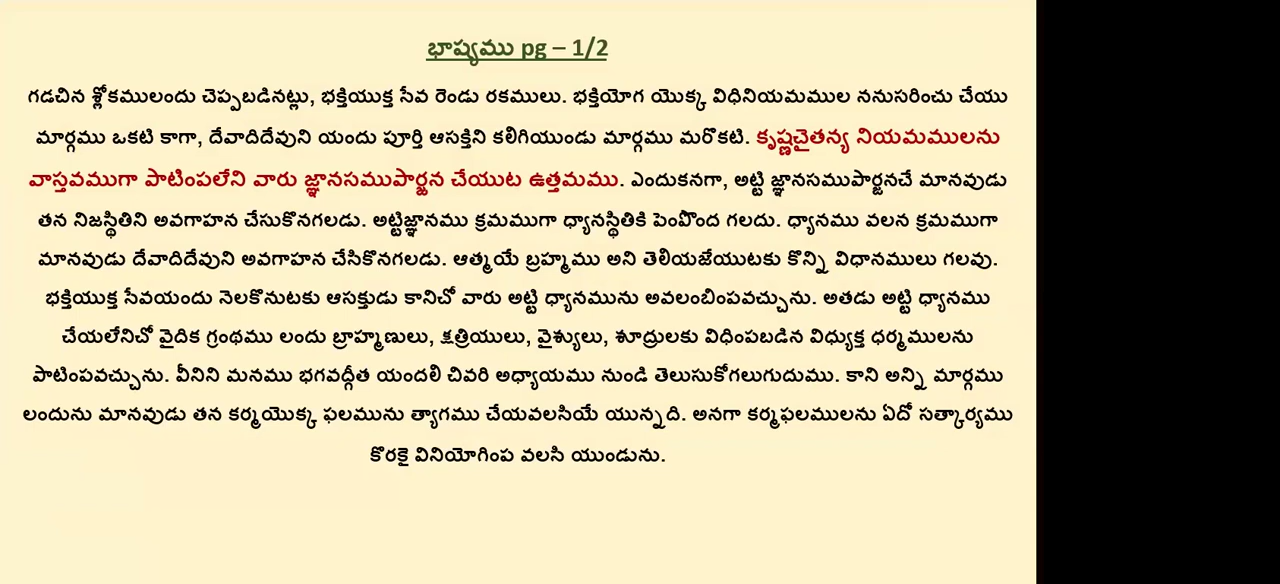 భాష్యము pg – 1/2
గడచిన శ్లోకములందు చెప్పబడినట్లు, భక్తియుక్త సేవ రెండు రకములు. భక్తియోగ యొక్క విధినియమముల ననుసరించు చేయు
మార్గము ఒకటి కాగా, దేవాదిదేవుని యందు పూర్తి ఆసక్తిని కలిగియుండు మార్గము మరొకటి. కృష్ణచైతన్య నియమములను
వాస్తవముగా పాటింపలేని వారు జ్ఞానసముపార్జన చేయుట ఉత్తమము. ఎందుకనగా, అట్టి జ్ఞానసముపార్జనచే మానవుడు
తన నిజస్థితిని అవగాహన చేసుకొనగలడు. అట్టిజ్ఞానము క్రమముగా ధ్యానస్థితికి పెంపొంద గలదు. ధ్యానము వలన క్రమముగా
మానవుడు దేవాదిదేవుని అవగాహన చేసికొనగలడు. ఆత్మయే బ్రహ్మము అని తెలియజేయుటకు కొన్ని విధానములు గలవు.
భక్తియుక్త సేవయందు నెలకొనుటకు ఆసక్తుడు కానిచో వారు అట్టి ధ్యానమును అవలంబింపవచ్చును. అతడు అట్టి ధ్యానము
చేయలేనిచో వైదిక గ్రంథము లందు బ్రాహ్మణులు, క్షత్రియులు, వైశ్యులు, శూద్రులకు విధింపబడిన విధ్యుక్త ధర్మములను
పాటింపవచ్చును. వీనిని మనము భగవద్గీత యందలి చివరి అధ్యాయము నుండి తెలుసుకోగలుగుదుము. కాని అన్ని మార్గము
లందును మానవుడు తన కర్మయొక్క ఫలమును త్యాగము చేయవలసియే యున్నది. అనగా కర్మఫలములను ఏదో సత్కార్యము
కొరకై వినియోగింప వలసి యుండును.